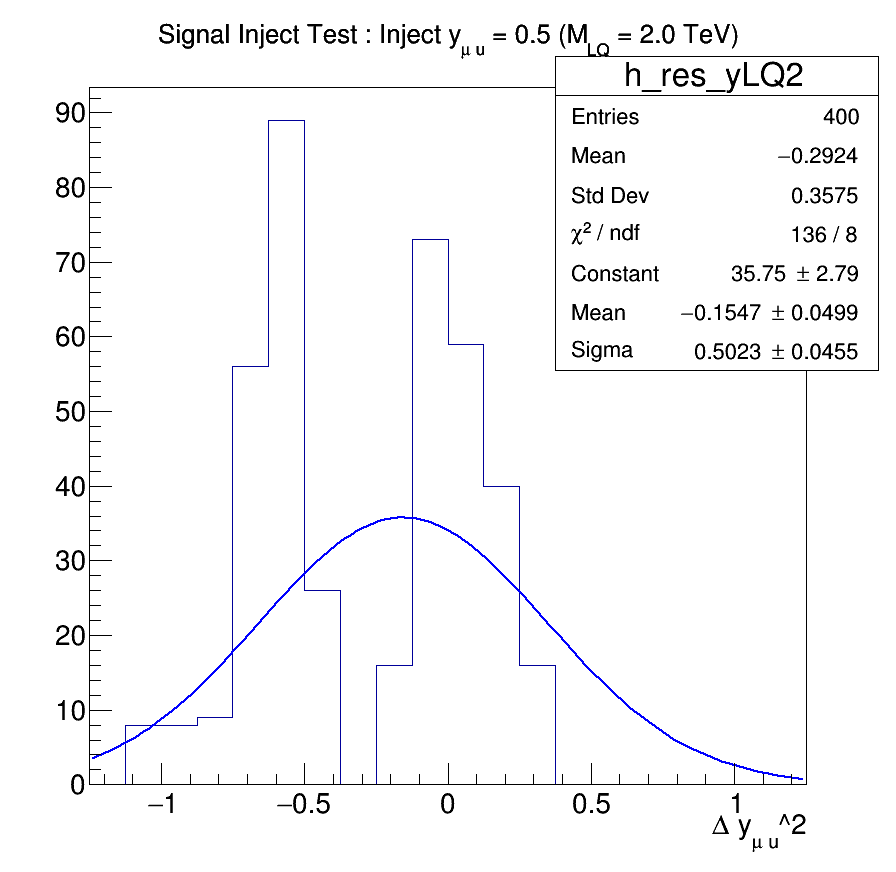 Signal Inject Test : Inject y_μ u = 0.5 (M_LQ = 2.0 TeV)
h_res_yLQ2
Entries 400
Mean −0.2924
Std Dev 0.3575
χ² / ndf 136 / 8
Constant 35.75 ± 2.79
Mean −0.1547 ± 0.0499
Sigma 0.5023 ± 0.0455
90
80
70
60
50
40
30
20
10
0
−1 −0.5 0 0.5 1
Δ y_μ u^2